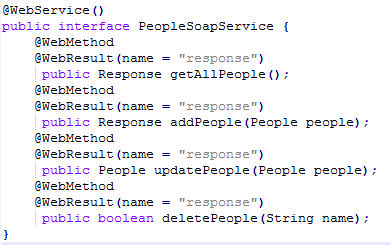 @WebService()
public interface PeopleSoapService {
    @WebMethod
    @WebResult(name = "response")
     public Response getAllPeople();
    @WebMethod
    @WebResult(name = "response")
     public Response addPeople(People people);
    @WebMethod
    @WebResult(name = "response")
     public People updatePeople(People people);
    @WebMethod
    @WebResult(name = "response")
     public boolean deletePeople(String name);
}